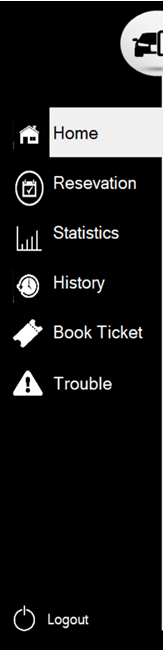 Home
Resevation
Statistics
History
Book Ticket
Trouble
Logout